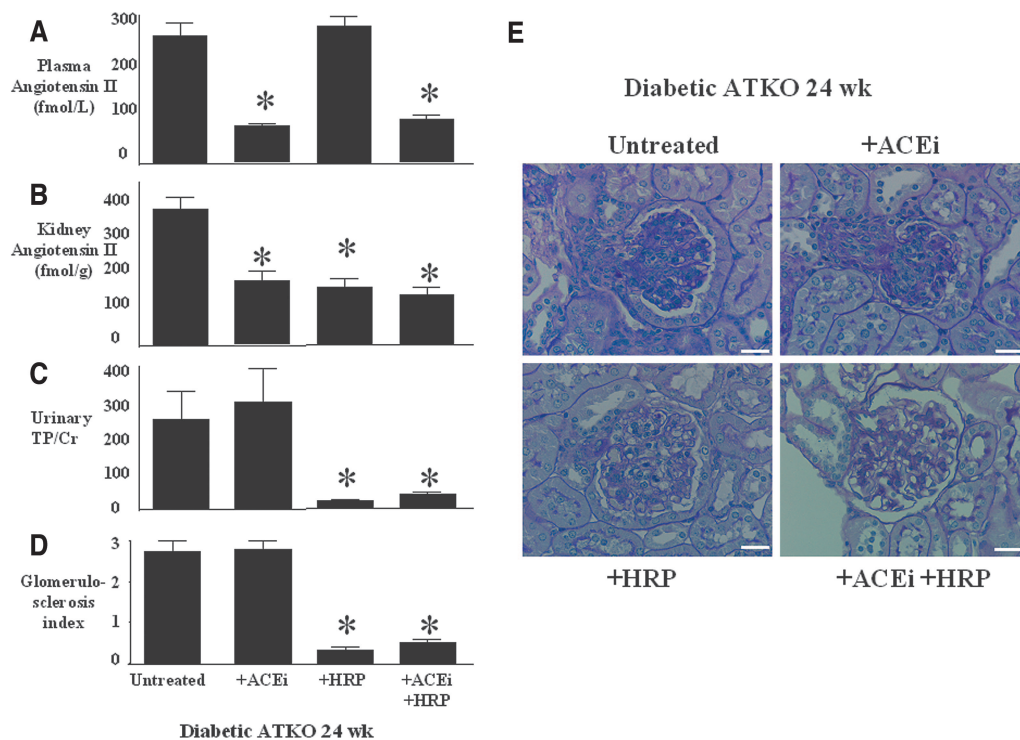 A
Plasma
Angiotensin II
(fmol/L)
300
200
100
0
*
*
B
Kidney
Angiotensin II
(fmol/g)
400
300
200
100
0
*
*
*
C
Urinary
TP/Cr
400
300
200
100
0
*
*
D
Glomerulo-
sclerosis
index
3
2
1
0
*
*
Untreated
+ACEi
+HRP
+ACEi
+HRP
Diabetic ATKO 24 wk
E
Diabetic ATKO 24 wk
Untreated
+ACEi
+HRP
+ACEi +HRP